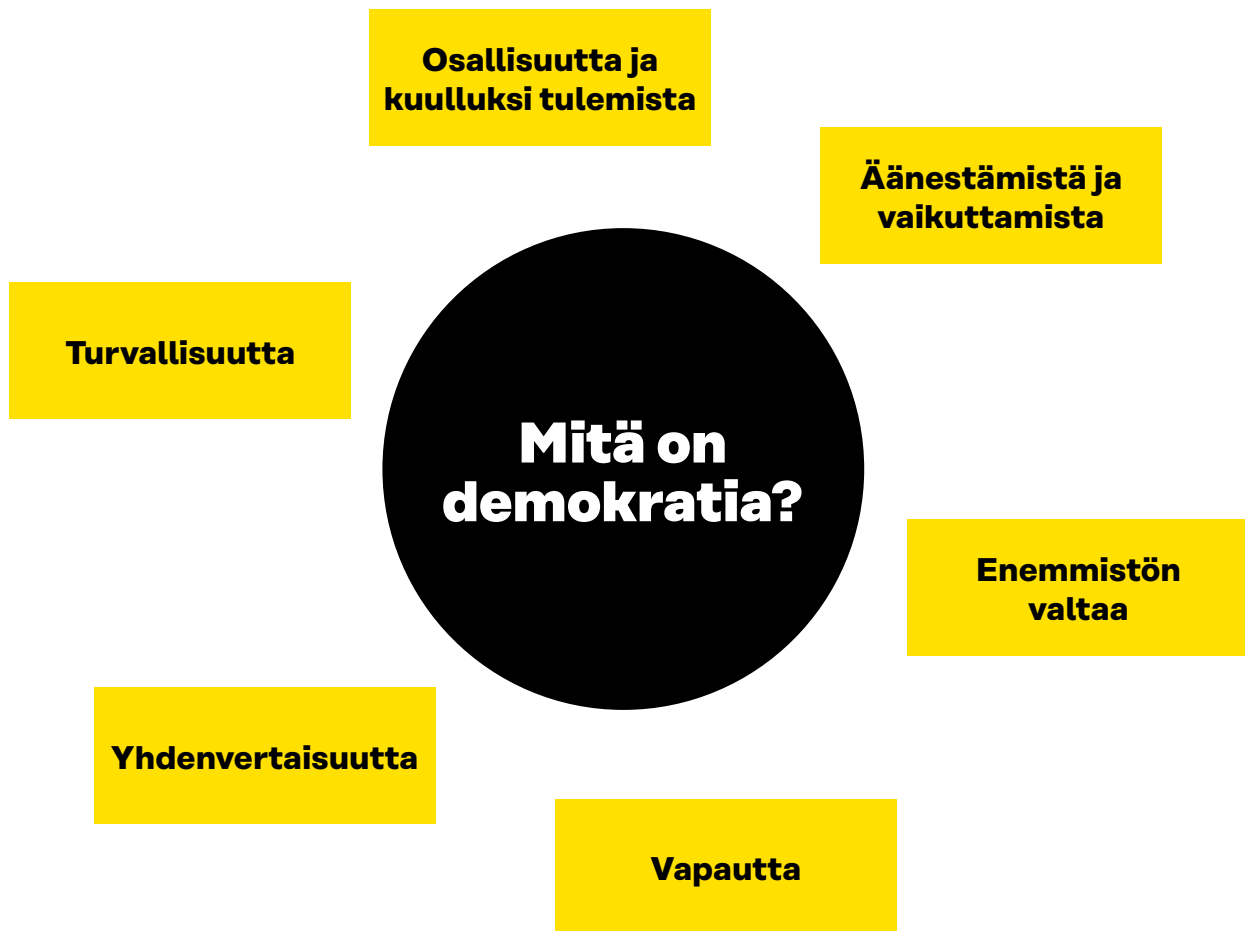 Osallisuutta ja
kuulluksi tulemista
Äänestämistä ja
vaikuttamista
Turvallisuutta
Mitä on
demokratia?
Enemmistön
valtaa
Yhdenvertaisuutta
Vapautta